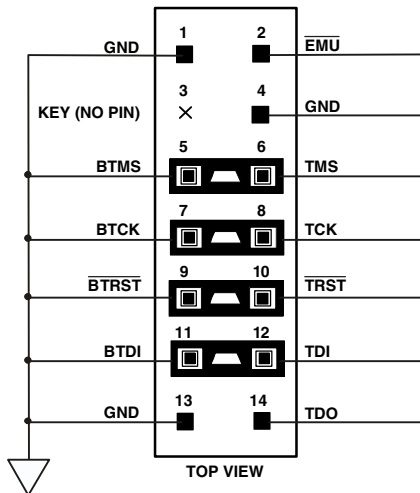 1 2
GND EMU
3 4
KEY (NO PIN) GND
5 6
BTMS TMS
7 8
BTCK TCK
9 10
BTRST TRST
11 12
BTDI TDI
13 14
GND TDO
TOP VIEW